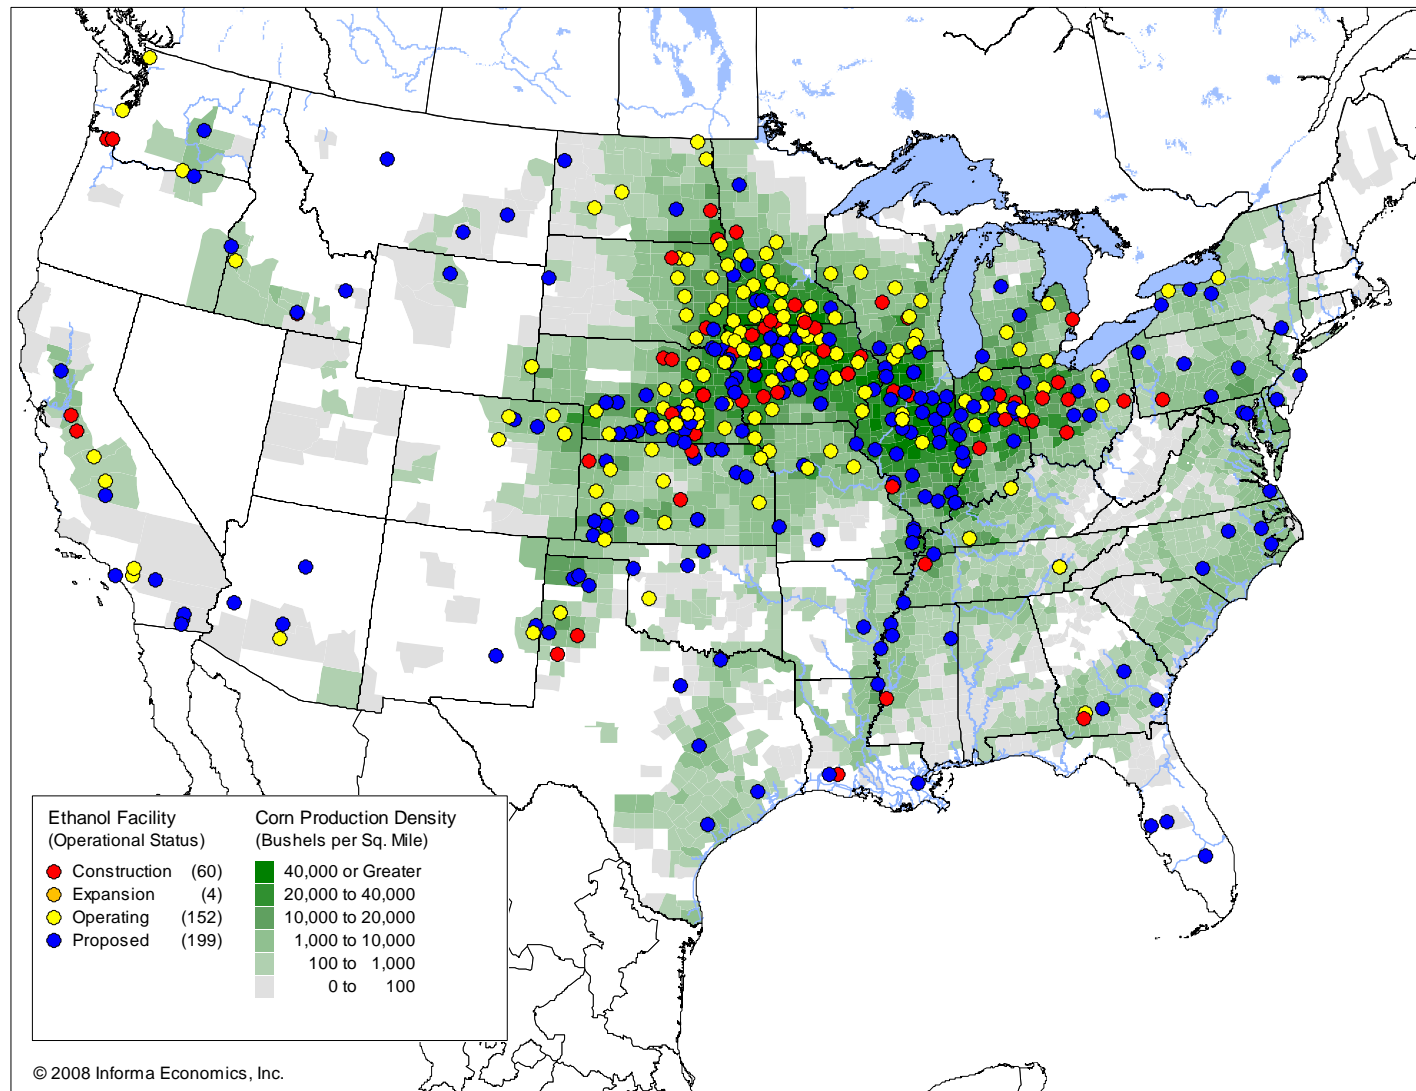 Ethanol Facility
(Operational Status)
Construction (60)
Expansion (4)
Operating (152)
Proposed (199)
Corn Production Density
(Bushels per Sq. Mile)
40,000 or Greater
20,000 to 40,000
10,000 to 20,000
1,000 to 10,000
100 to 1,000
0 to 100
© 2008 Informa Economics, Inc.